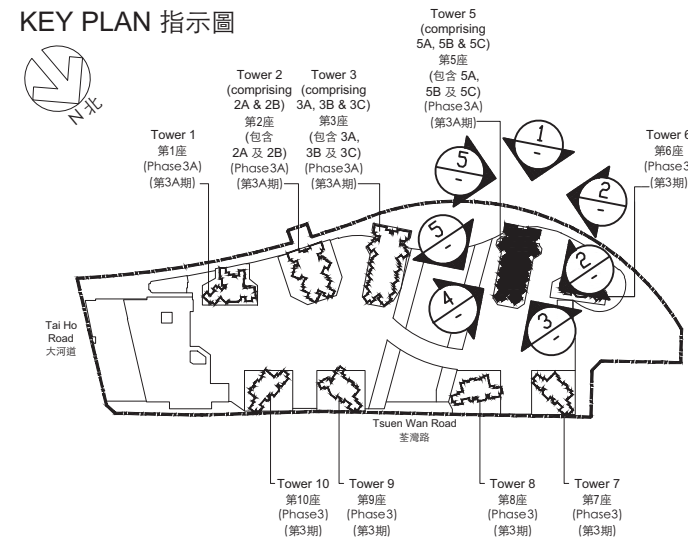 KEY PLAN 指示圖
N 北
Tower 1
第1座
(Phase3A)
(第3A期)
Tower 2
(comprising
2A & 2B)
第2座
(包含
2A 及 2B)
(Phase3A)
(第3A期)
Tower 3
(comprising
3A, 3B & 3C)
第3座
(包含 3A,
3B 及 3C)
(Phase3A)
(第3A期)
Tower 5
(comprising
5A, 5B & 5C)
第5座
(包含 5A,
5B 及 5C)
(Phase3A)
(第3A期)
Tower 6
第6座
(Phase3
(第3期)
5
-
1
-
2
-
5
-
2
-
4
-
3
-
Tai Ho
Road
大河道
Tsuen Wan Road
荃灣路
Tower 10
第10座
(Phase3)
(第3期)
Tower 9
第9座
(Phase3)
(第3期)
Tower 8
第8座
(Phase3)
(第3期)
Tower 7
第7座
(Phase3)
(第3期)